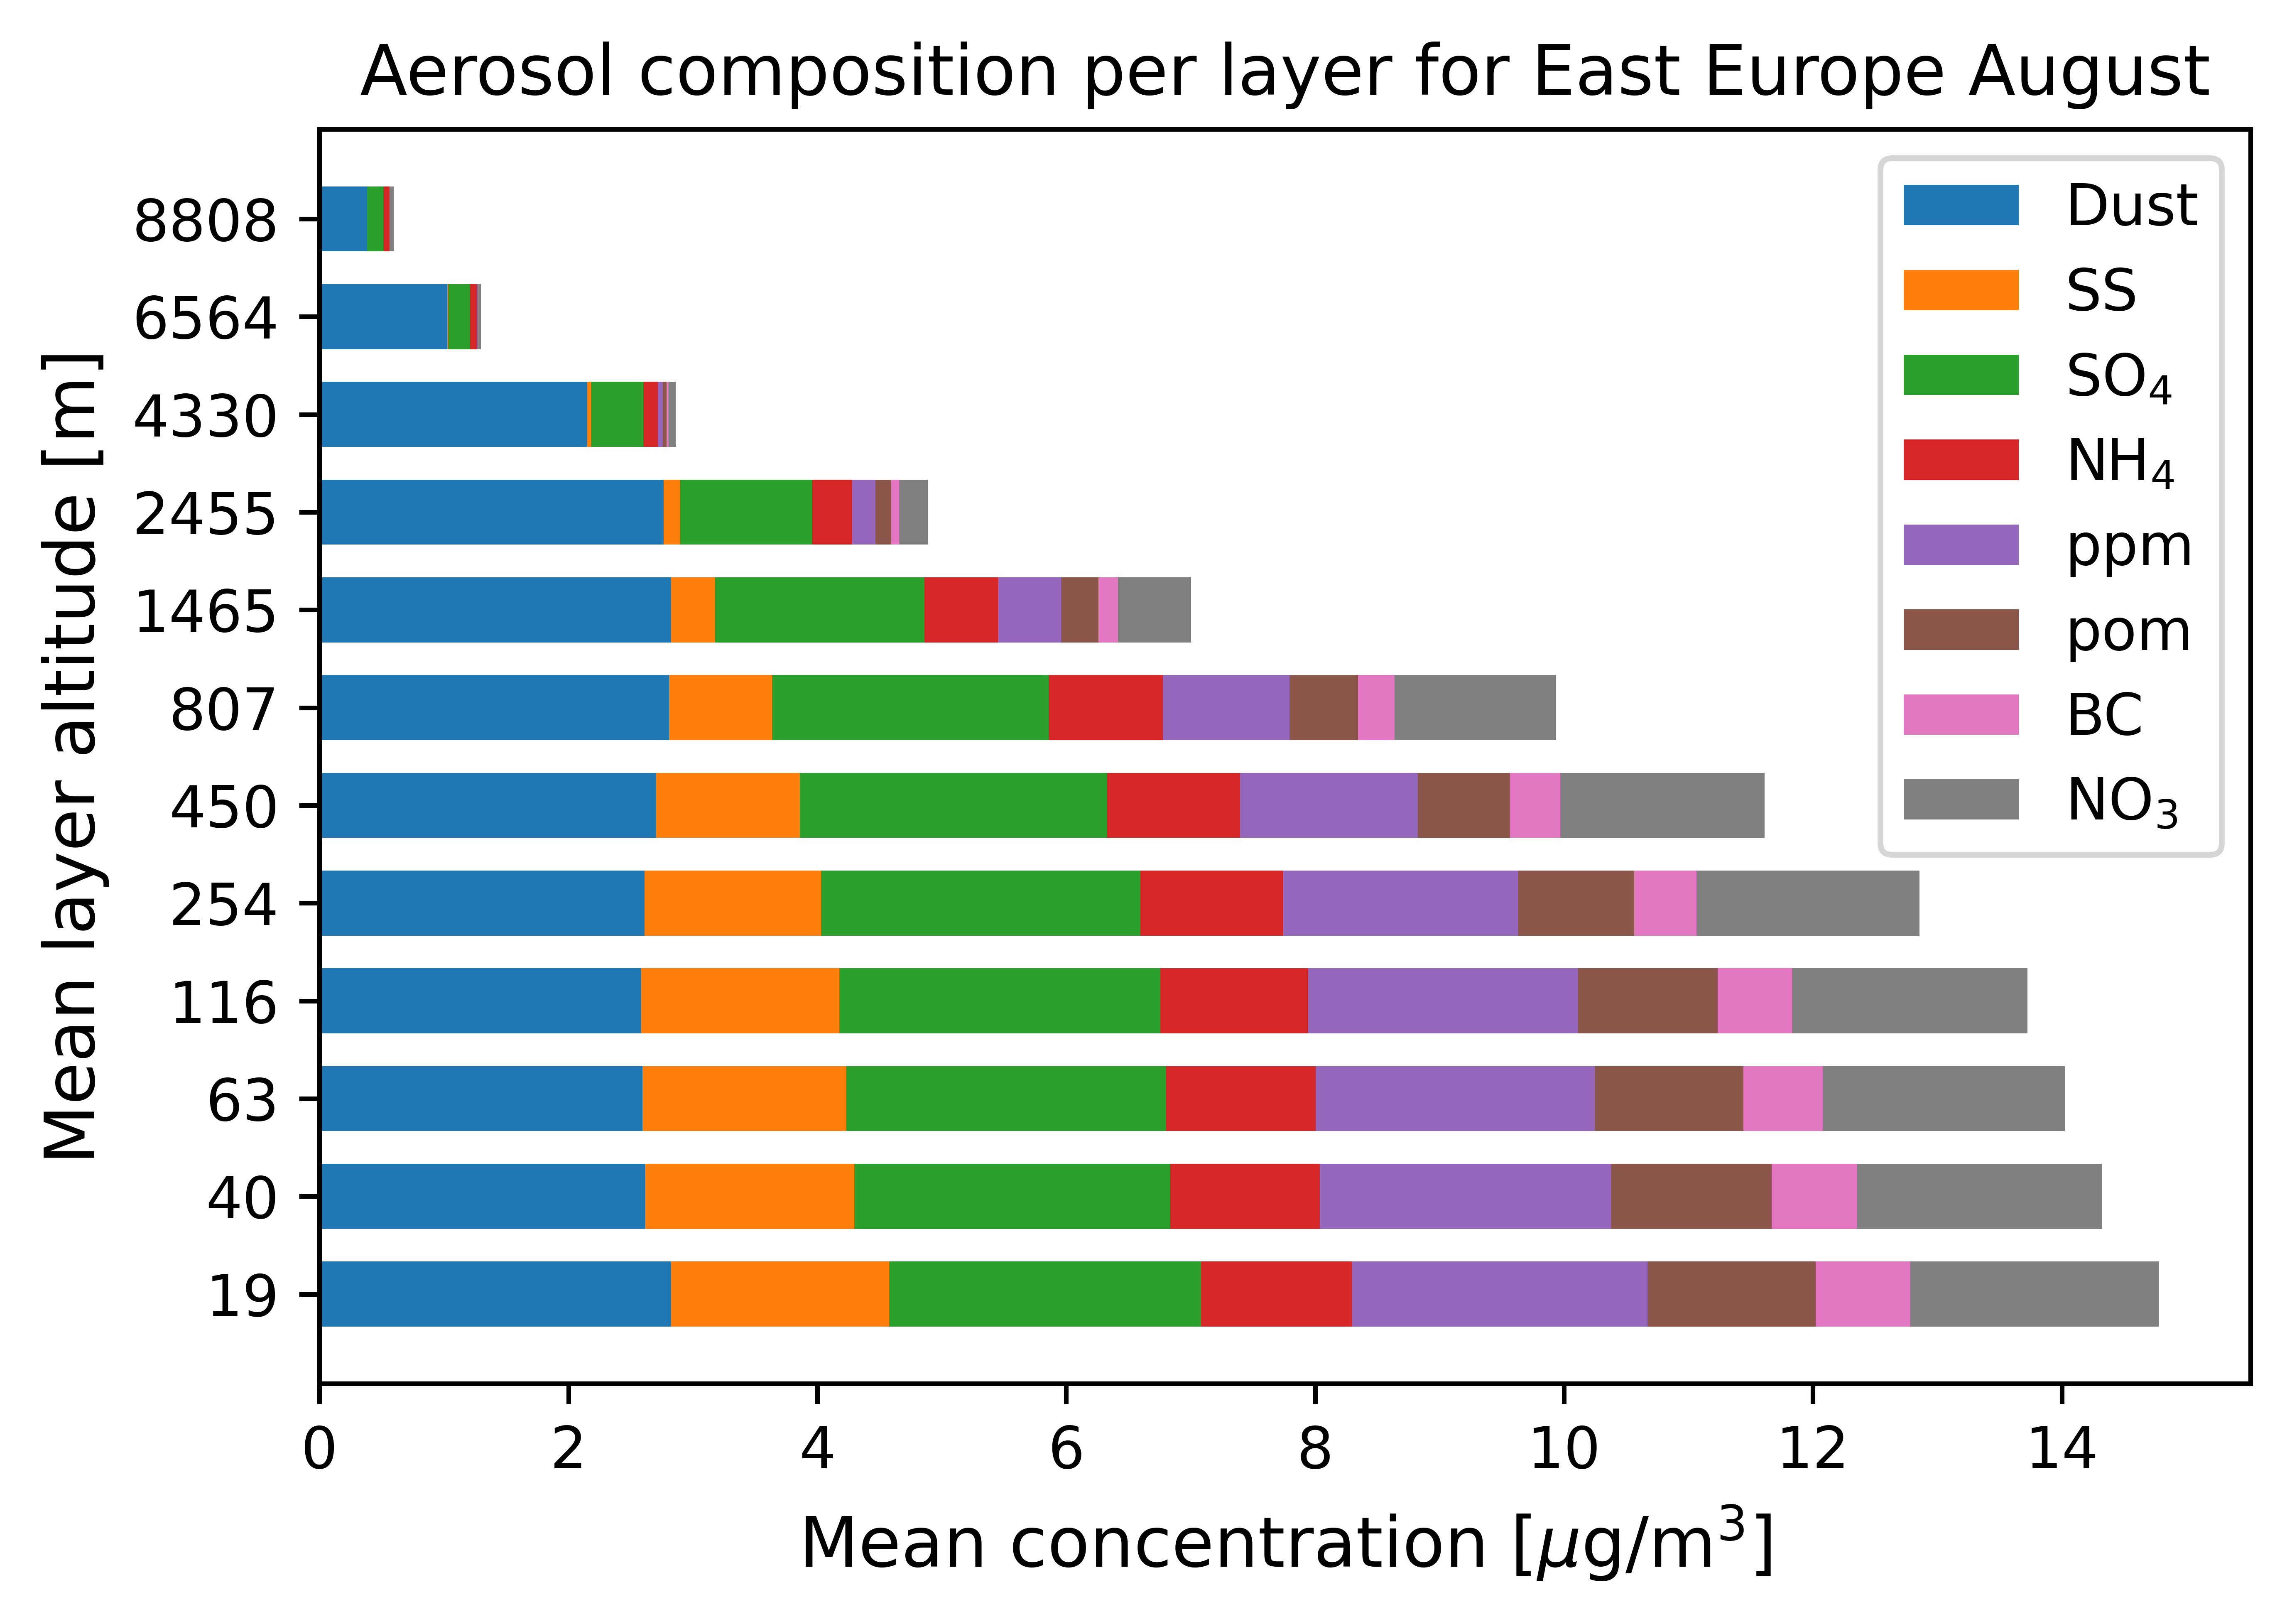 Aerosol composition per layer for East Europe August
Mean layer altitude [m]
8808
6564
4330
2455
1465
807
450
254
116
63
40
19
Dust
SS
SO₄
NH₄
ppm
pom
BC
NO₃
0 2 4 6 8 10 12 14
Mean concentration [μg/m³]